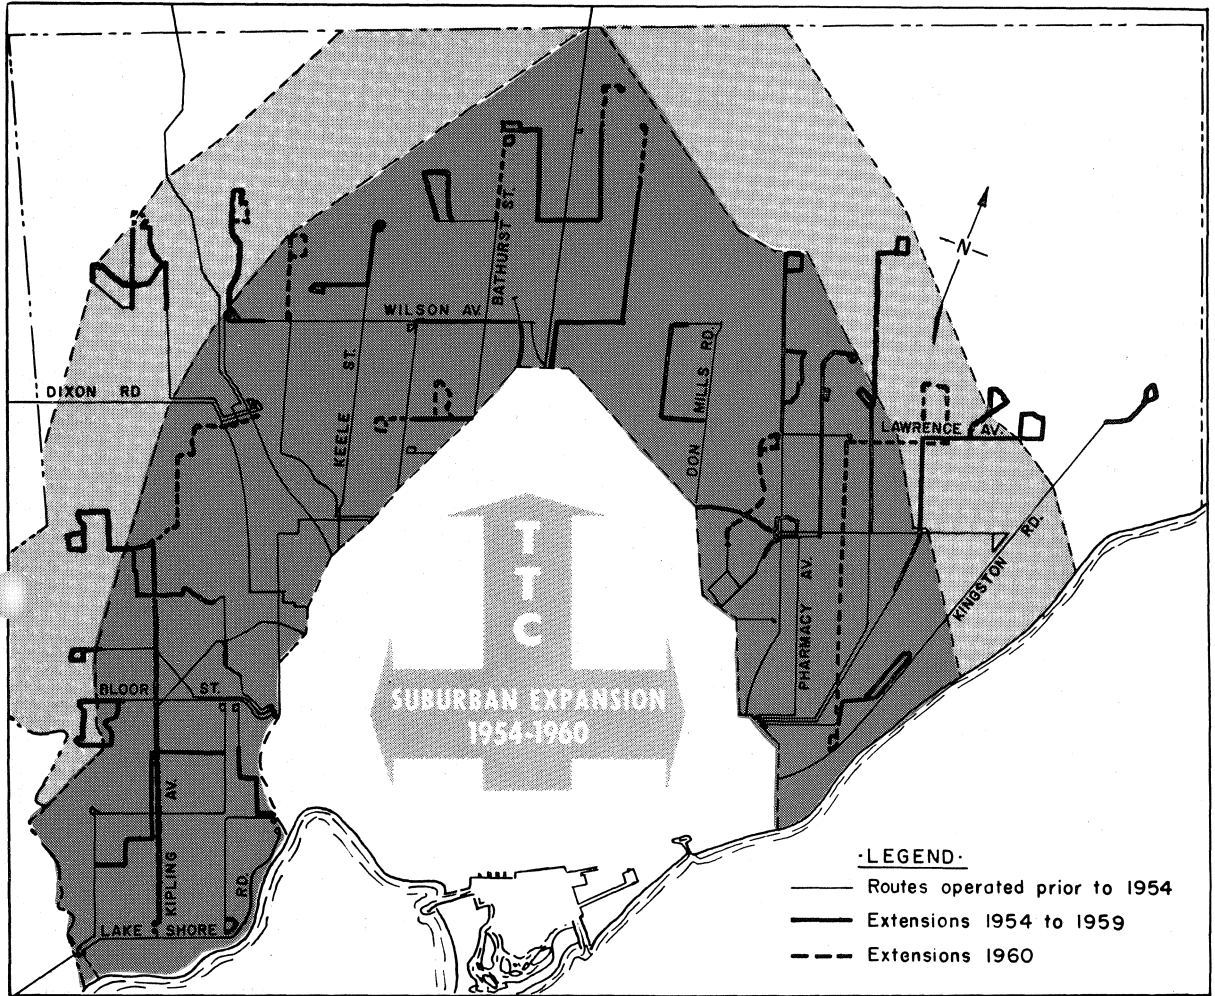 BATHURST ST.
WILSON AV.
KEELE ST.
DON MILLS RD.
DIXON RD
N
LAWRENCE AV.
KINGSTON RD.
PHARMACY AV.
TTC
SUBURBAN EXPANSION
1954-1960
BLOOR ST.
KIPLING AV.
RD.
LAKE SHORE
·LEGEND·
Routes operated prior to 1954
Extensions 1954 to 1959
Extensions 1960